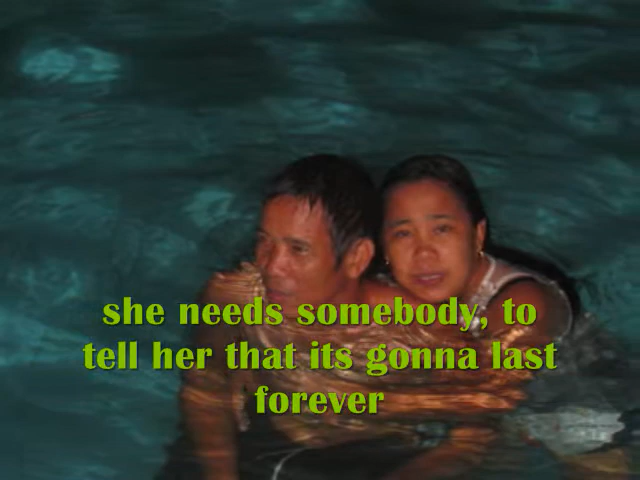 she needs somebody, to
tell her that its gonna last
forever